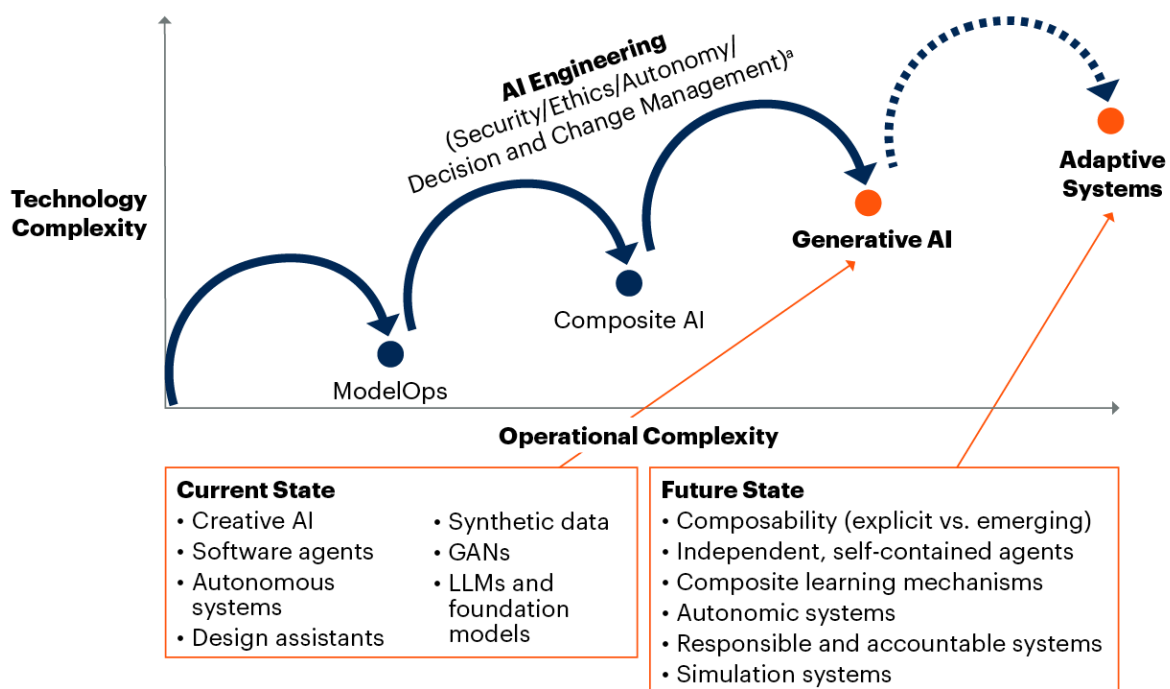 AI Engineering
(Security/Ethics/Autonomy/
Decision and Change Management)ª
Technology
Complexity
Adaptive
Systems
Generative AI
Composite AI
ModelOps
Operational Complexity
Current State
• Creative AI
• Software agents
• Autonomous
systems
• Design assistants
• Synthetic data
• GANs
• LLMs and
foundation
models
Future State
• Composability (explicit vs. emerging)
• Independent, self-contained agents
• Composite learning mechanisms
• Autonomic systems
• Responsible and accountable systems
• Simulation systems